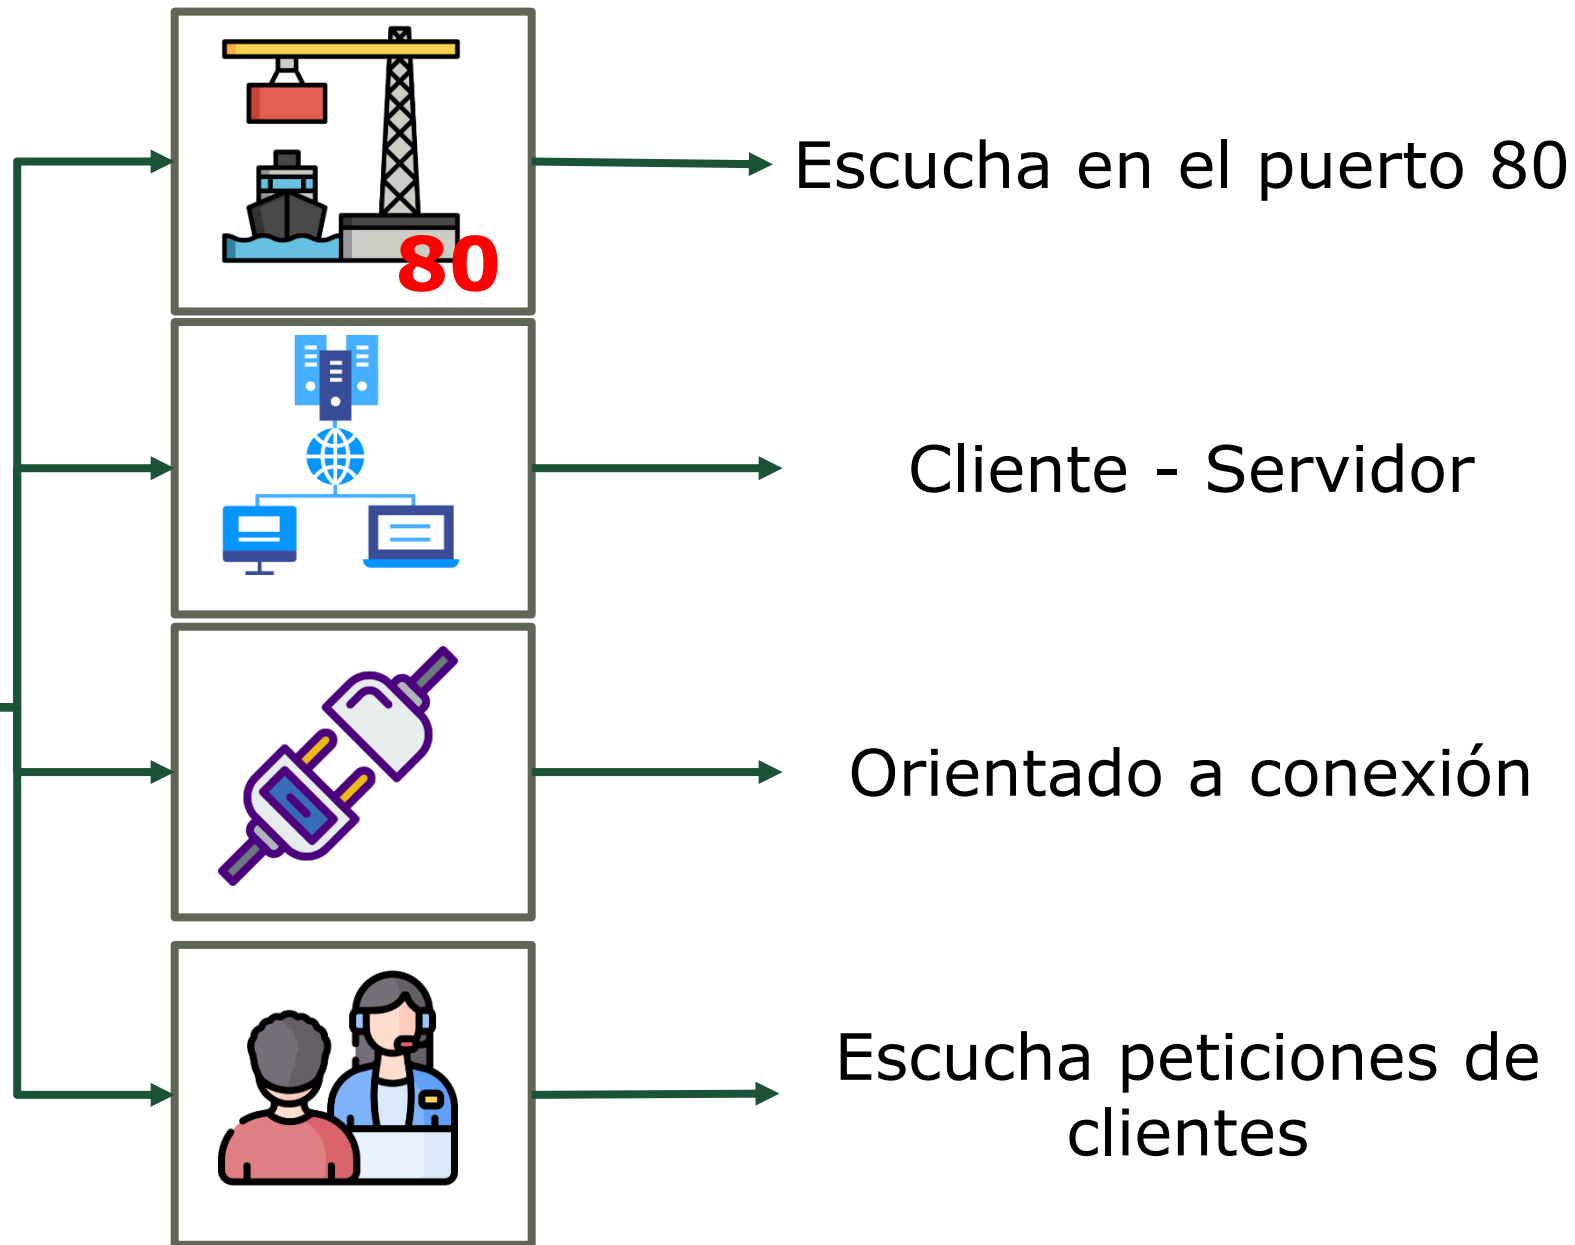 80
Escucha en el puerto 80
Cliente - Servidor
Orientado a conexión
Escucha peticiones de
clientes